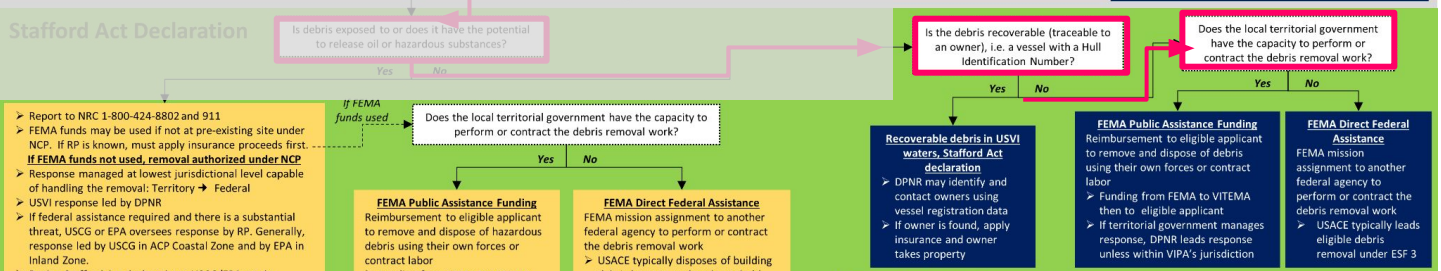 Stafford Act Declaration
Is debris exposed to or does it have the potential
to release oil or hazardous substances?
Yes No
Is the debris recoverable (traceable to
an owner), i.e. a vessel with a Hull
Identification Number?
Yes No
Does the local territorial government
have the capacity to perform or
contract the debris removal work?
Yes No
➢ Report to NRC 1-800-424-8802 and 911
➢ FEMA funds may be used if not at pre-existing site under
NCP. If RP is known, must apply insurance proceeds first.
If FEMA funds not used, removal authorized under NCP
➢ Response managed at lowest jurisdictional level capable
of handling the removal: Territory ➔ Federal
➢ USVI response led by DPNR
➢ If federal assistance required and there is a substantial
threat, USCG or EPA oversees response by RP. Generally,
response led by USCG in ACP Coastal Zone and by EPA in
Inland Zone.
If FEMA
funds used
Does the local territorial government have the capacity to
perform or contract the debris removal work?
Yes No
FEMA Public Assistance Funding
Reimbursement to eligible applicant
to remove and dispose of hazardous
debris using their own forces or
contract labor
FEMA Direct Federal Assistance
FEMA mission assignment to another
federal agency to perform or contract
the debris removal work
➢ USACE typically disposes of building
Recoverable debris in USVI
waters, Stafford Act
declaration
➢ DPNR may identify and
contact owners using
vessel registration data
➢ If owner is found, apply
insurance and owner
takes property
FEMA Public Assistance Funding
Reimbursement to eligible applicant
to remove and dispose of debris
using their own forces or contract
labor
➢ Funding from FEMA to VITEMA
then to eligible applicant
➢ If territorial government manages
response, DPNR leads response
unless within VIPA's jurisdiction
FEMA Direct Federal
Assistance
FEMA mission
assignment to another
federal agency to
perform or contract the
debris removal work
➢ USACE typically leads
eligible debris
removal under ESF 3